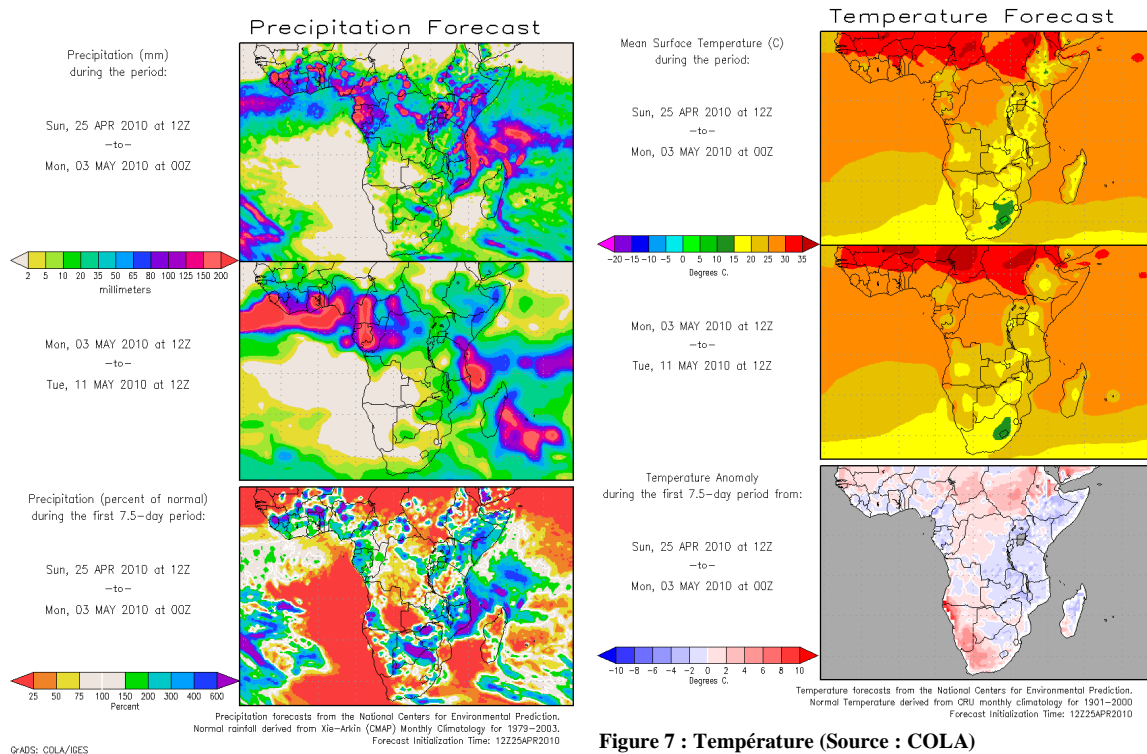 Precipitation Forecast
Precipitation (mm)
during the period:
Sun, 25 APR 2010 at 12Z
-to-
Mon, 03 MAY 2010 at 00Z
2 5 10 20 35 50 65 80 100 125 150 200
millimeters
Mon, 03 MAY 2010 at 12Z
-to-
Tue, 11 MAY 2010 at 12Z
Precipitation (percent of normal)
during the first 7.5-day period:
Sun, 25 APR 2010 at 12Z
-to-
Mon, 03 MAY 2010 at 00Z
25 50 75 100 100 150 200 300 400 600
Percent
Precipitation forecasts from the National Centers for Environmental Prediction.
Normal rainfall derived from Xie-Arkin (CMAP) Monthly Climatology for 1979-2003.
Forecast Initialization Time: 12Z25APR2010
GrADS: COLA/IGES
Temperature Forecast
Mean Surface Temperature (C)
during the period:
Sun, 25 APR 2010 at 12Z
-to-
Mon, 03 MAY 2010 at 00Z
-20 -15 -10 -5 0 5 10 15 20 25 30 35
Degrees C.
Mon, 03 MAY 2010 at 12Z
-to-
Tue, 11 MAY 2010 at 12Z
Temperature Anomaly
during the first 7.5-day period from:
Sun, 25 APR 2010 at 12Z
-to-
Mon, 03 MAY 2010 at 00Z
-10 -8 -6 -4 -2 0 2 4 6 8 10
Degrees C.
Temperature forecasts from the National Centers for Environmental Prediction.
Normal Temperature derived from CRU monthly climatology for 1901-2000
Forecast Initialization Time: 12Z25APR2010
Figure 7 : Température (Source : COLA)